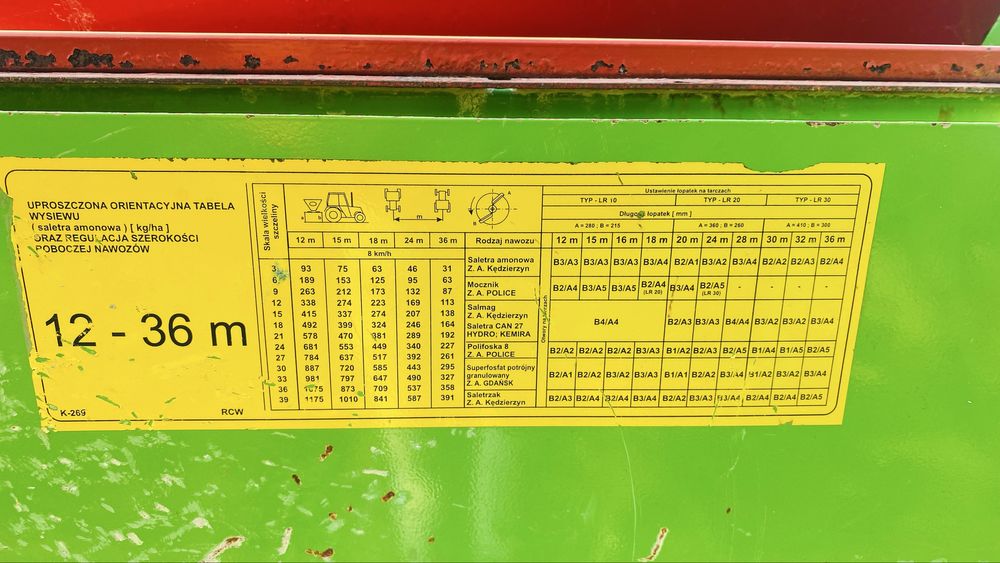 UPROSZCZONA ORIENTACYJNA TABELA
WYSIEWU
( saletra amonowa ) [ kg/ha ]
ORAZ REGULACJA SZEROKOŚCI
ROBOCZEJ NAWOZÓW
12 - 36 m
K-269 RCW
Skala wielkości
szczeliny
m
A
B
12 m 15 m 18 m 24 m 36 m
8 km/h
3 93 75 63 46 31
6 189 153 125 95 63
9 263 212 173 132 87
12 338 274 223 169 113
15 415 337 274 207 138
18 492 399 324 246 164
21 578 470 381 289 192
24 681 553 449 340 227
27 784 637 517 392 261
30 887 720 585 443 295
33 981 797 647 490 327
36 1075 873 709 537 358
39 1175 1010 841 587 391
Ustawienie łopatek na tarczach
TYP - LR 10 TYP - LR 20 TYP - LR 30
Długość łopatek [ mm ]
A = 280 ; B = 215 A = 360 ; B = 260 A = 410 ; B = 300
Rodzaj nawozu 12 m 15 m 16 m 18 m 20 m 24 m 28 m 30 m 32 m 36 m
Otwory na tarczach
Saletra amonowa
Z. A. Kędzierzyn
B3/A3 B3/A3 B3/A3 B3/A4 B2/A1 B3/A2 B3/A4 B2/A2 B3/A2 B2/A4
Mocznik
Z. A. POLICE
B2/A4 B3/A5 B3/A5 B2/A4 B3/A4 B2/A5 - - - -
(LR 20) (LR 30)
Salmag
Z. A. Kędzierzyn
Saletra CAN 27
HYDRO; KEMIRA
B4/A4 B2/A3 B3/A3 B4/A4 B3/A2 B3/A3 B3/A4
Polifoska 8
Z. A. POLICE
B2/A2 B2/A2 B3/A2 B3/A3 B1/A2 B2/A3 B2/A5 B1/A4 B1/A5 B2/A5
Superfosfat potrójny
granulowany
Z. A. GDAŃSK
B2/A1 B2/A2 B3/A2 B3/A3 B1/A1 B2/A2 B3/A4 B1/A2 B2/A3 B3/A4
Saletrzak
Z. A. Kędzierzyn
B2/A3 B2/A4 B2/A4 B2/A4 B2/A2 B3/A3 B3/A4 B2/A4 B2/A4 B2/A5